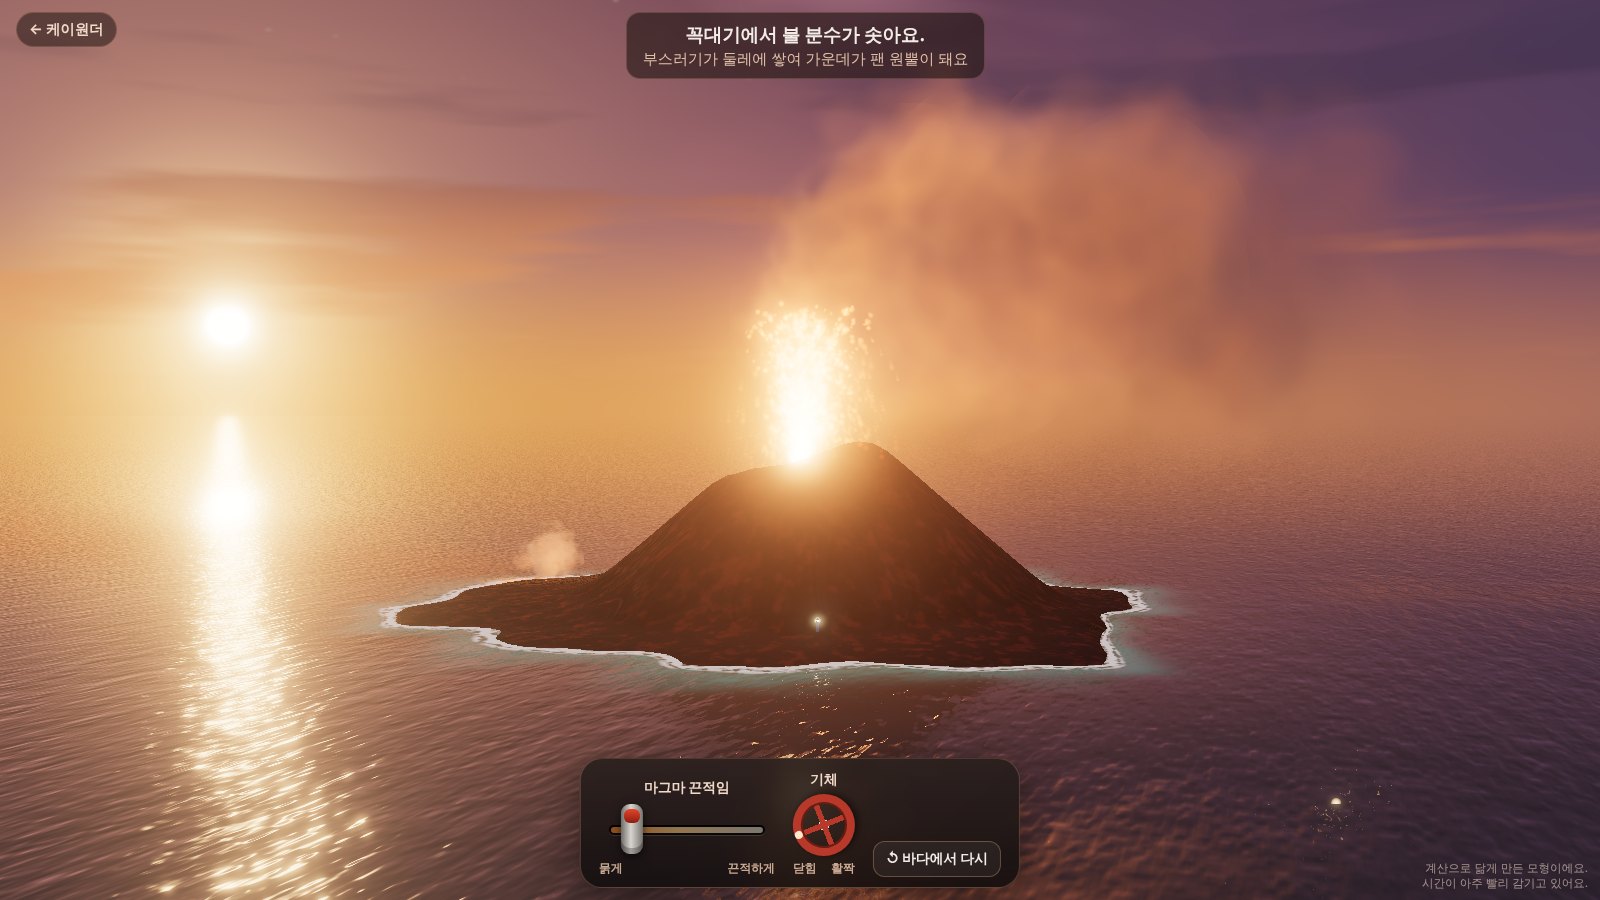 ← 케이원더
꼭대기에서 불 분수가 솟아요.
부스러기가 둘레에 쌓여 가운데가 팬 원뿔이 돼요
마그마 끈적임
기체
묽게
끈적하게
닫힘
활짝
바다에서 다시
계산으로 닮게 만든 모형이에요.
시간이 아주 빨리 감기고 있어요.